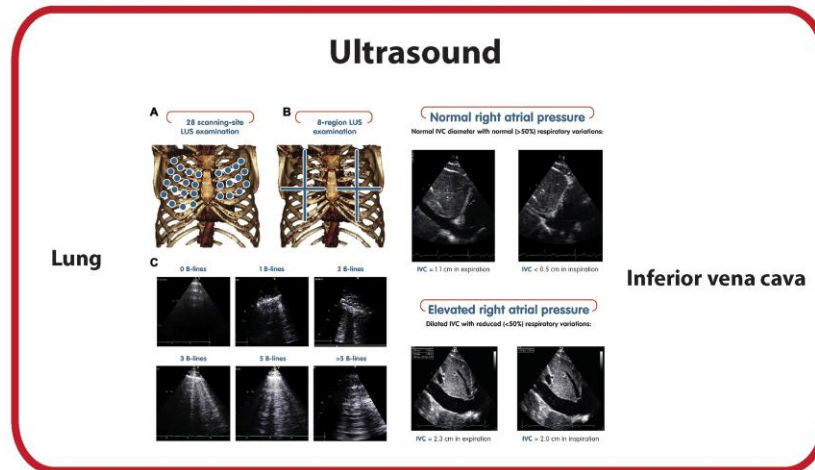 Ultrasound
A
28 scanning-site
LUS examination
B
8-region LUS
examination
Normal right atrial pressure
Normal IVC diameter with normal (>50%) respiratory variations:
Lung
IVC = 1.1 cm in expiration
IVC < 0.5 cm in inspiration
Inferior vena cava
C
0 B-lines
1 B-lines
2 B-lines
Elevated right atrial pressure
Dilated IVC with reduced (<50%) respiratory variations:
3 B-lines
5 B-lines
>5 B-lines
IVC = 2.3 cm in expiration
IVC = 2.0 cm in inspiration